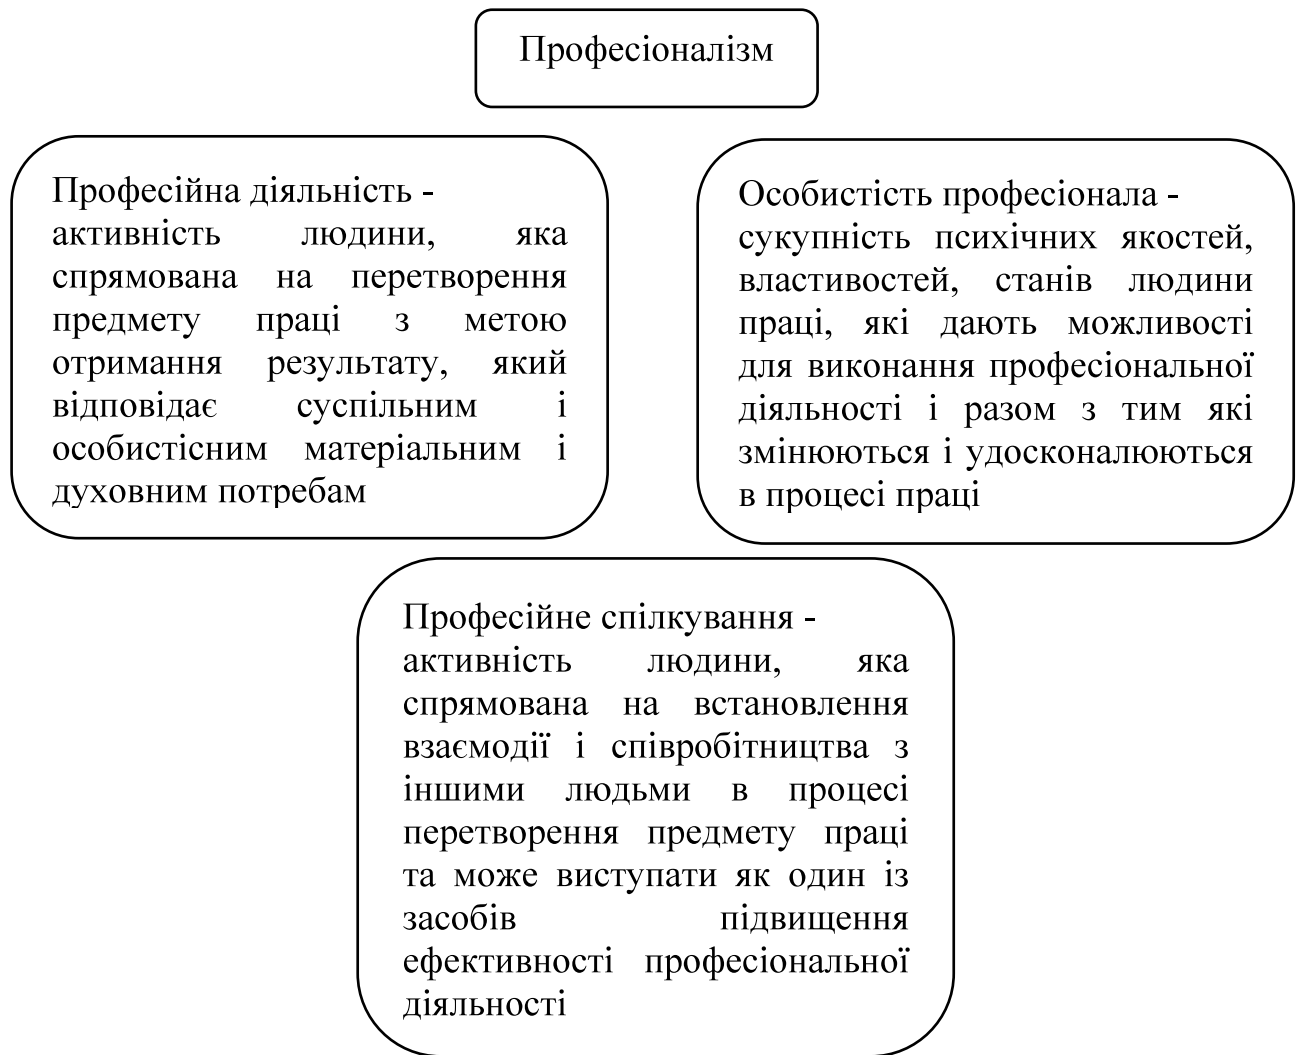 Професіоналізм
Професійна діяльність -
активність людини, яка
спрямована на перетворення
предмету праці з метою
отримання результату, який
відповідає суспільним і
особистісним матеріальним і
духовним потребам
Особистість професіонала -
сукупність психічних якостей,
властивостей, станів людини
праці, які дають можливості
для виконання професіональної
діяльності і разом з тим які
змінюються і удосконалюються
в процесі праці
Професійне спілкування -
активність людини, яка
спрямована на встановлення
взаємодії і співробітництва з
іншими людьми в процесі
перетворення предмету праці
та може виступати як один із
засобів підвищення
ефективності професіональної
діяльності